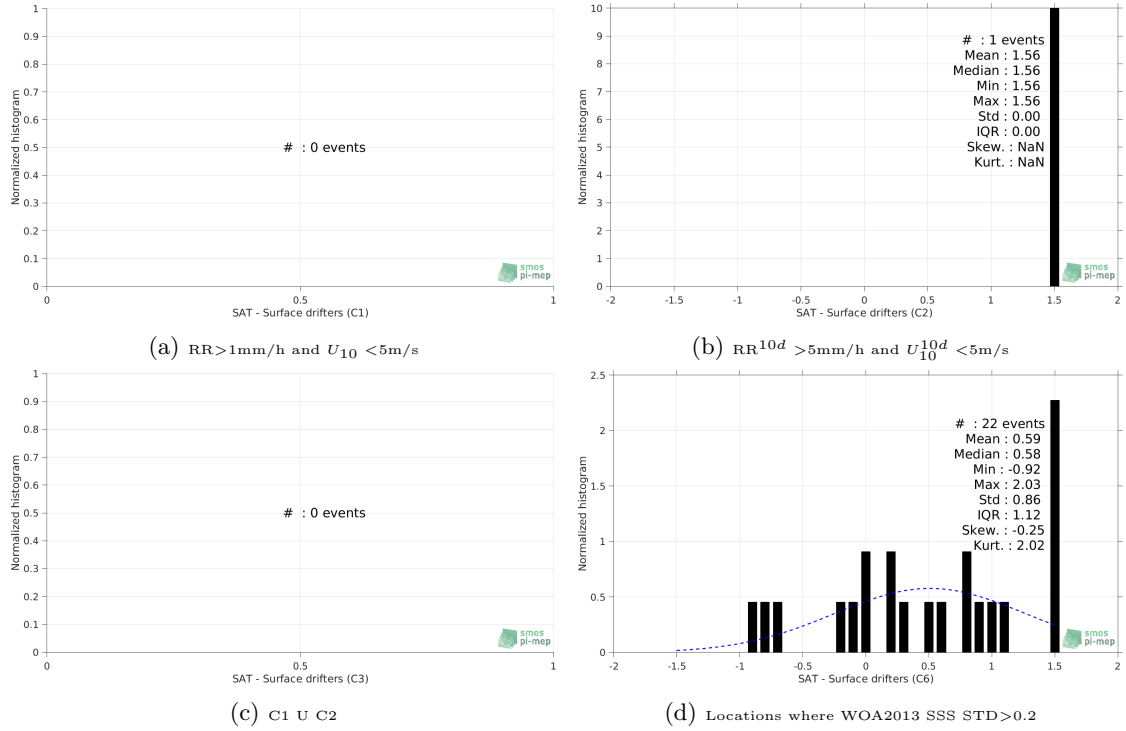 1
0.9
0.8
0.7
0.6
0.5
0.4
0.3
0.2
0.1
0
Normalized histogram
# : 0 events
smos
pi-mep
0 0.5 1
SAT - Surface drifters (C1)
(a) RR>1mm/h and U10 <5m/s
10
9
8
7
6
5
4
3
2
1
0
Normalized histogram
# : 1 events
Mean : 1.56
Median : 1.56
Min : 1.56
Max : 1.56
Std : 0.00
IQR : 0.00
Skew. : NaN
Kurt. : NaN
smos
pi-mep
-2 -1.5 -1 -0.5 0 0.5 1 1.5 2
SAT - Surface drifters (C2)
(b) RR10d >5mm/h and U10d10 <5m/s
1
0.9
0.8
0.7
0.6
0.5
0.4
0.3
0.2
0.1
0
Normalized histogram
# : 0 events
smos
pi-mep
0 0.5 1
SAT - Surface drifters (C3)
(c) C1 U C2
2.5
2
1.5
1
0.5
0
Normalized histogram
# : 22 events
Mean : 0.59
Median : 0.58
Min : -0.92
Max : 2.03
Std : 0.86
IQR : 1.12
Skew. : -0.25
Kurt. : 2.02
smos
pi-mep
-2 -1.5 -1 -0.5 0 0.5 1 1.5 2
SAT - Surface drifters (C6)
(d) Locations where WOA2013 SSS STD>0.2